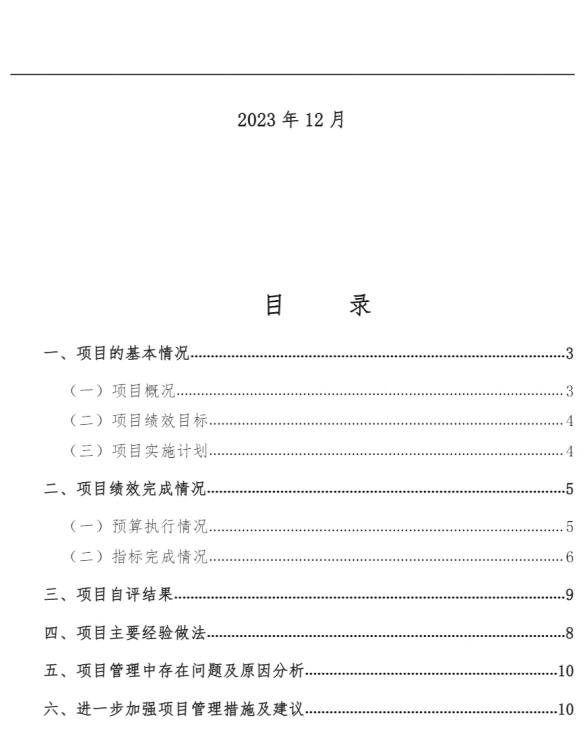 2023 年 12 月
目 录
一、项目的基本情况......3
（一）项目概况......3
（二）项目绩效目标......4
（三）项目实施计划......4
二、项目绩效完成情况......5
（一）预算执行情况......5
（二）指标完成情况......6
三、项目自评结果......9
四、项目主要经验做法......8
五、项目管理中存在问题及原因分析......10
六、进一步加强项目管理措施及建议......10